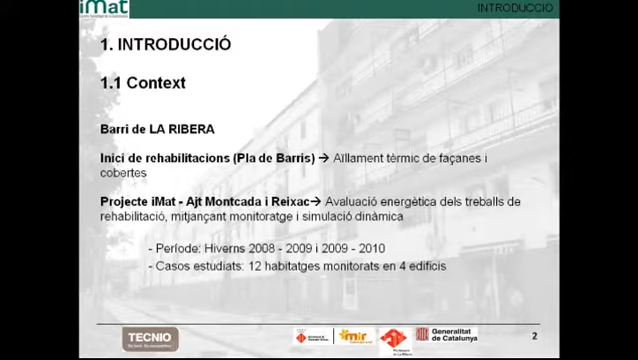 iMat
INTRODUCCIO
1. INTRODUCCIÓ
1.1 Context
Barri de LA RIBERA
Inici de rehabilitacions (Pla de Barris) → Aïllament tèrmic de façanes i
cobertes
Projecte iMat - Ajt Montcada i Reixac→ Avaluació energètica dels treballs de
rehabilitació, mitjançant monitoratge i simulació dinàmica
- Període: Hiverns 2008 - 2009 i 2009 - 2010
- Casos estudiats: 12 habitatges monitorats en 4 edificis
TECNIO
mir
Generalitat
de Catalunya
2